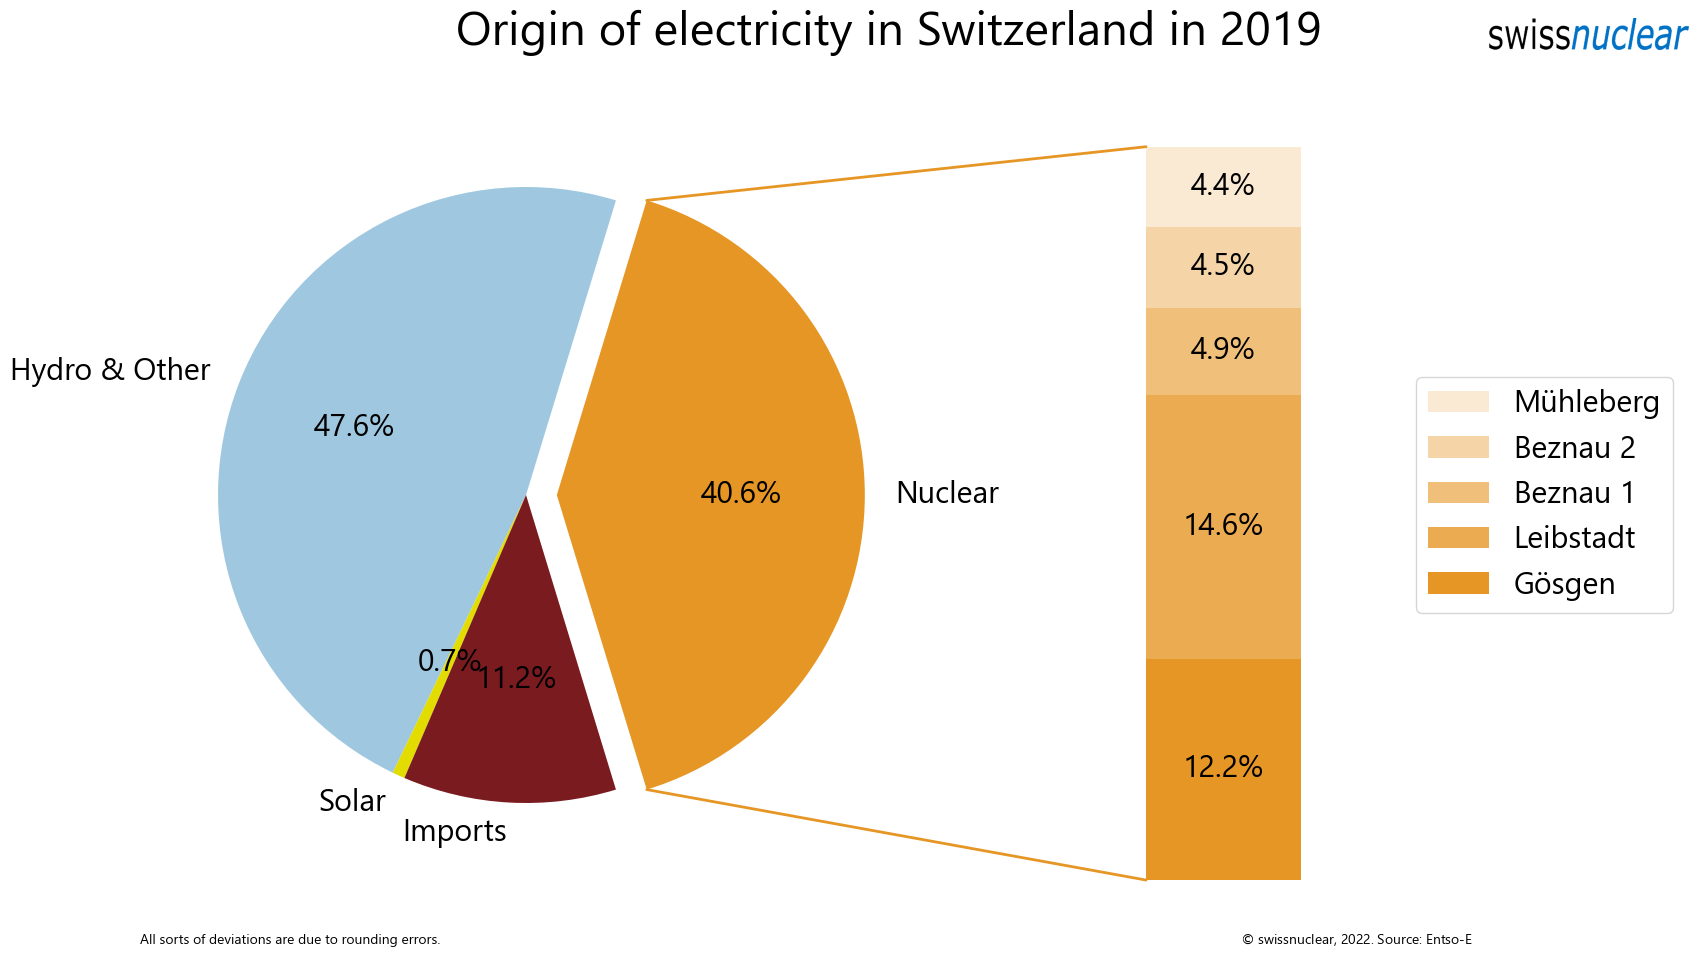 Origin of electricity in Switzerland in 2019
swissnuclear
Hydro & Other
47.6%
40.6%
Nuclear
0.7%
11.2%
Solar
Imports
4.4%
4.5%
4.9%
14.6%
12.2%
Mühleberg
Beznau 2
Beznau 1
Leibstadt
Gösgen
All sorts of deviations are due to rounding errors.
© swissnuclear, 2022. Source: Entso-E